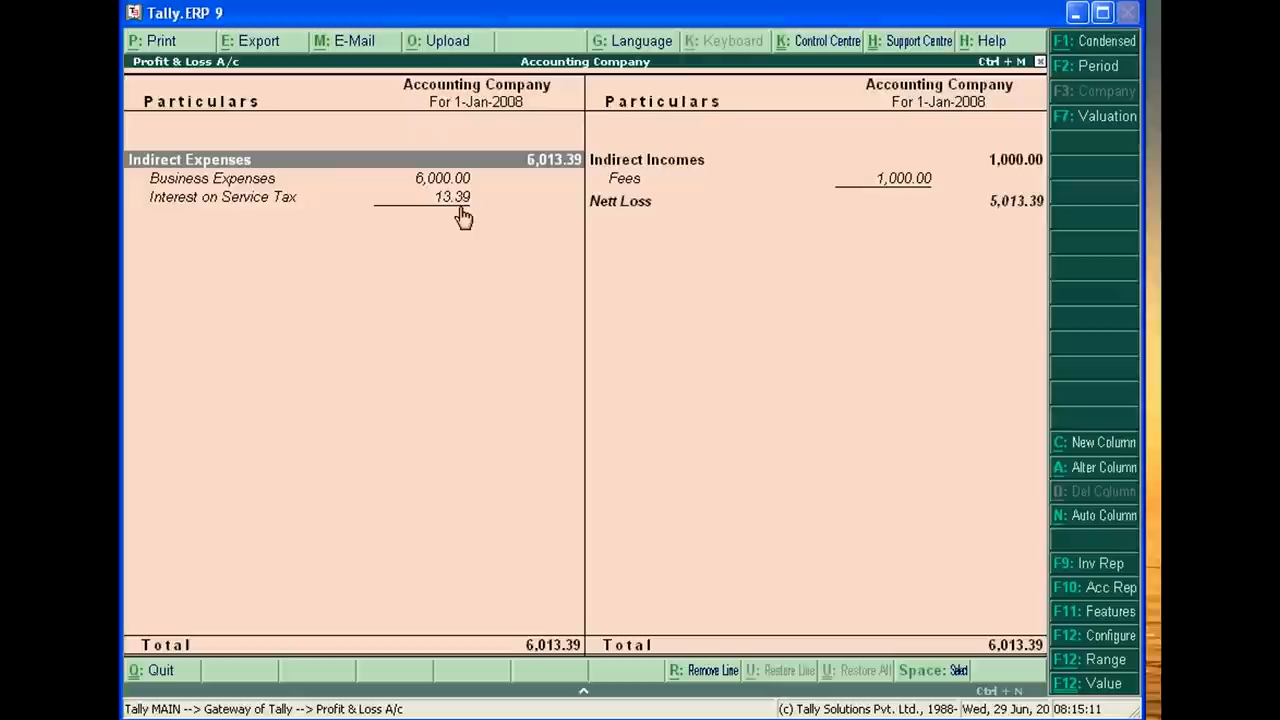 Tally.ERP 9
P: Print E: Export M: E-Mail O: Upload G: Language K: Keyboard K: Control Centre H: Support Centre H: Help
Profit & Loss A/c Accounting Company Ctrl + M
Particulars Accounting Company For 1-Jan-2008 Particulars Accounting Company For 1-Jan-2008
Indirect Expenses 6,013.39 Indirect Incomes 1,000.00
Business Expenses 6,000.00 Fees 1,000.00
Interest on Service Tax 13.39 Nett Loss 5,013.39
Total 6,013.39 Total 6,013.39
F1: Condensed
F2: Period
F3: Company
F7: Valuation
C: New Column
A: Alter Column
D: Del Column
N: Auto Column
F9: Inv Rep
F10: Acc Rep
F11: Features
F12: Configure
F12: Range
F12: Value
Q: Quit R: Remove Line U: Restore Line U: Restore All Space: Select
Ctrl + N
Tally MAIN --> Gateway of Tally --> Profit & Loss A/c (c) Tally Solutions Pvt. Ltd., 1988- Wed, 29 Jun, 20 08:15:11